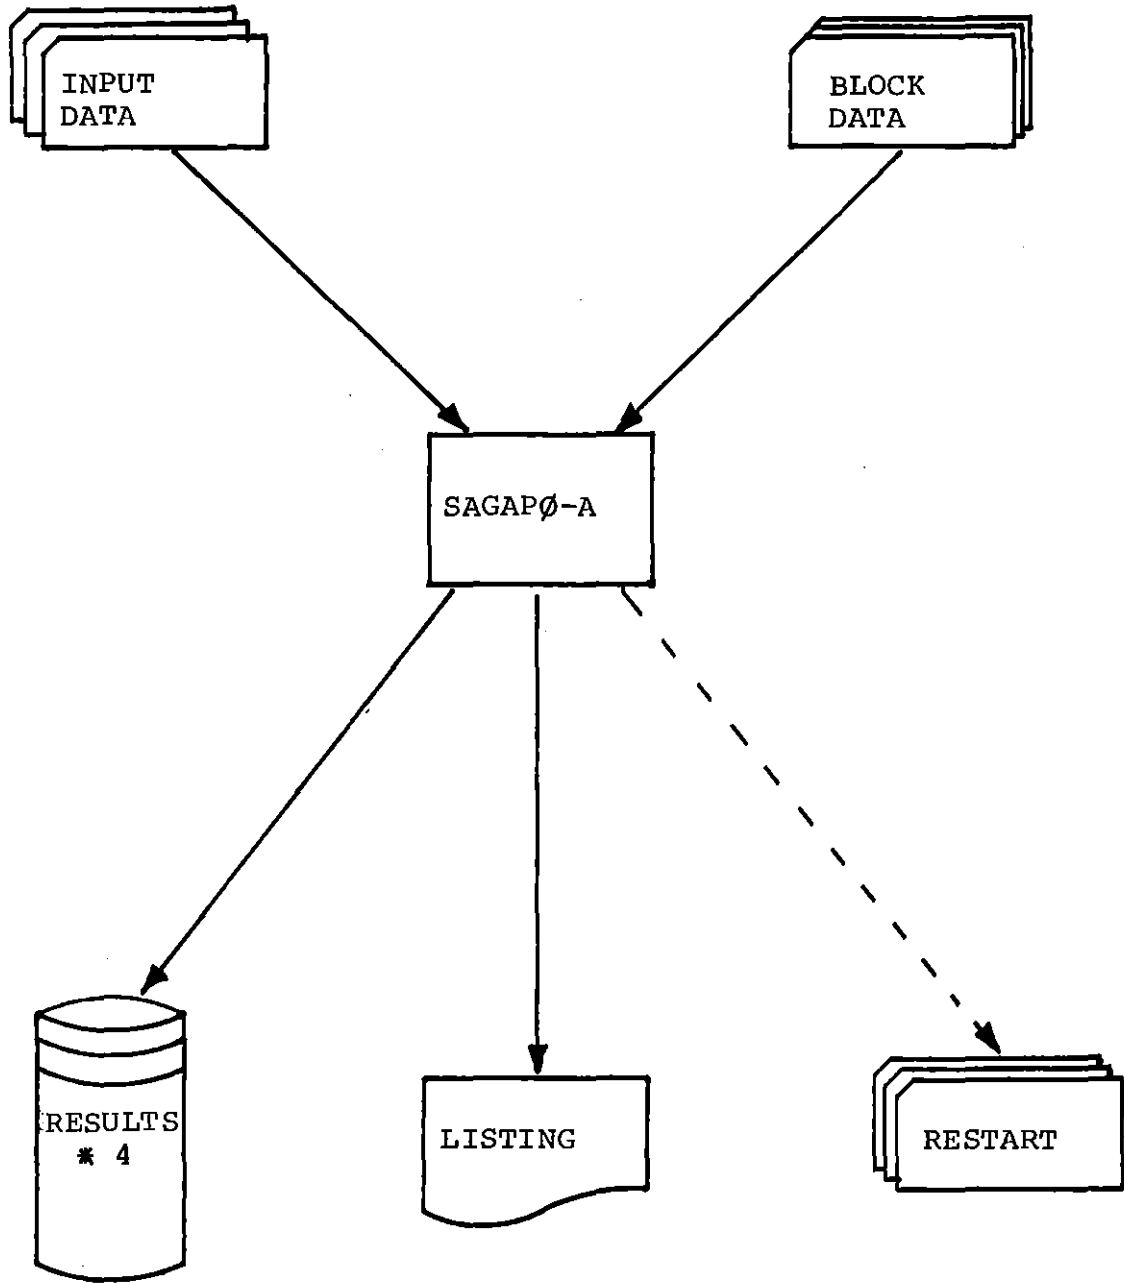 INPUT
DATA
BLOCK
DATA
SAGAPØ-A
RESULTS
* 4
LISTING
RESTART